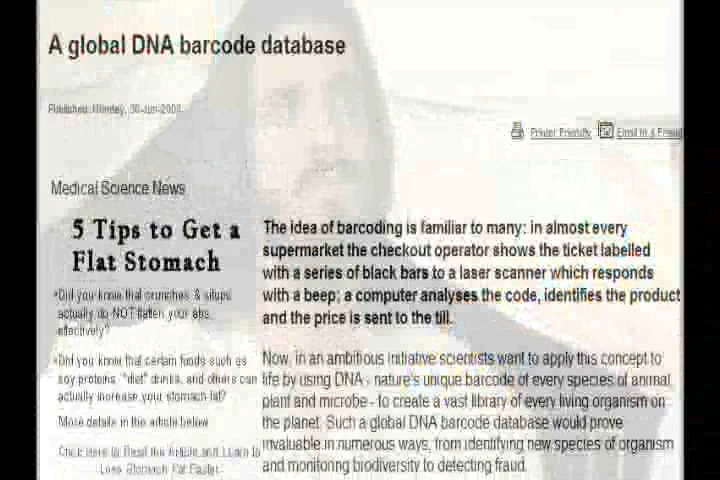 A global DNA barcode database
Published: Monday, 30-Jun-2008
Printer Friendly Email to a Friend
Medical Science News
5 Tips to Get a
Flat Stomach
*Did you know that crunches & situps
actually do NOT flatten your abs
effectively?
*Did you know that certain foods such as
soy proteins, "diet" drinks, and others can
actually increase your stomach fat?
More details in the article below
Click Here to Read the Article and Learn to
Lose Stomach Fat Faster
The idea of barcoding is familiar to many: in almost every
supermarket the checkout operator shows the ticket labelled
with a series of black bars to a laser scanner which responds
with a beep; a computer analyses the code, identifies the product
and the price is sent to the till.
Now, in an ambitious initiative scientists want to apply this concept to
life by using DNA - nature's unique barcode of every species of animal
plant and microbe - to create a vast library of every living organism on
the planet. Such a global DNA barcode database would prove
invaluable in numerous ways, from identifying new species of organism
and monitoring biodiversity to detecting fraud.